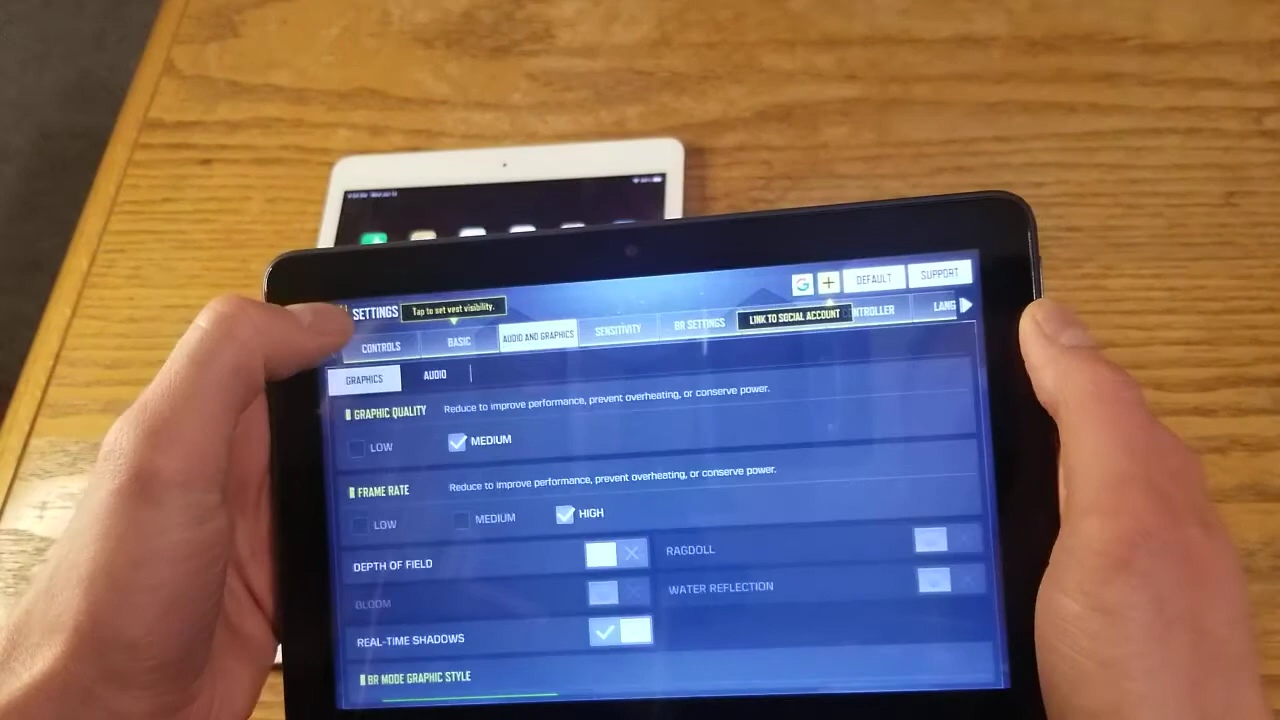 DEFAULT
SUPPORT
SETTINGS
Tap to set vest visibility.
LINK TO SOCIAL ACCOUNT
CONTROLS
BASIC
AUDIO AND GRAPHICS
SENSITIVITY
BR SETTINGS
NTROLLER
LANG
GRAPHICS
AUDIO
GRAPHIC QUALITY
Reduce to improve performance, prevent overheating, or conserve power.
LOW
MEDIUM
FRAME RATE
Reduce to improve performance, prevent overheating, or conserve power.
LOW
MEDIUM
HIGH
DEPTH OF FIELD
RAGDOLL
BLOOM
WATER REFLECTION
REAL-TIME SHADOWS
BR MODE GRAPHIC STYLE